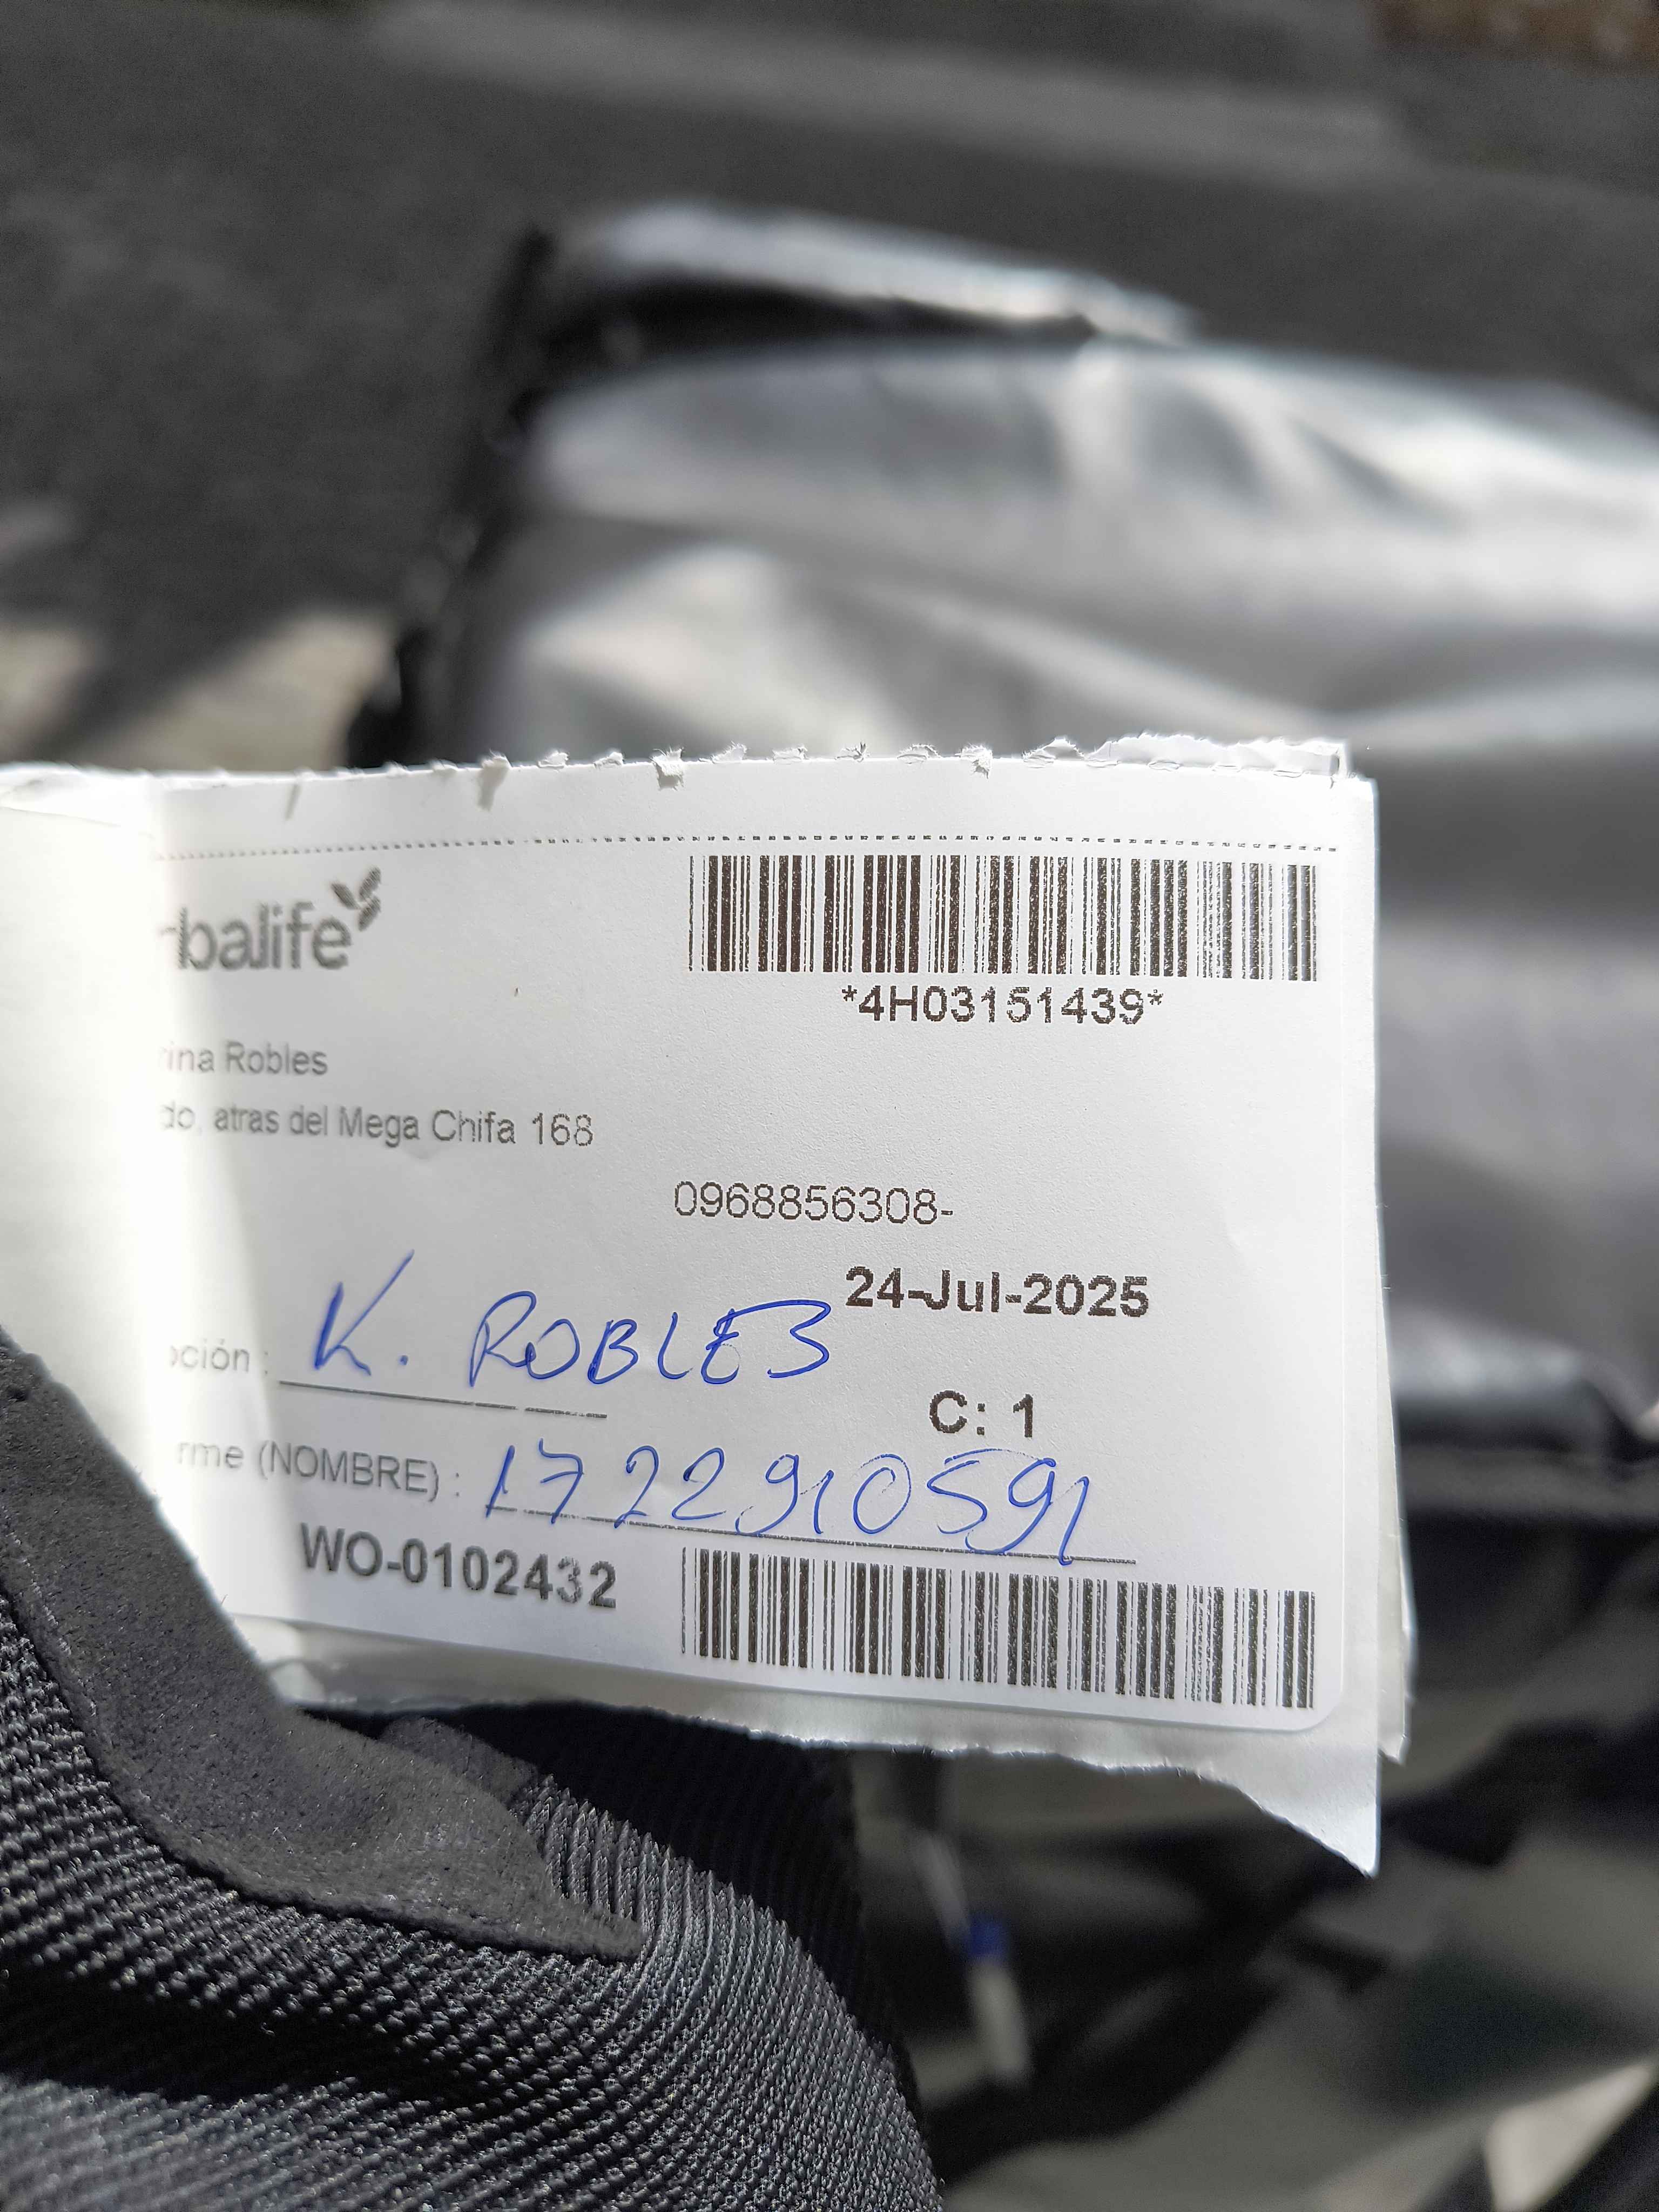 rbalife
*4H03151439*
rina Robles
do, atras del Mega Chifa 168
0968856308-
24-Jul-2025
pción : K. ROBLES
C: 1
rme (NOMBRE) : 1722910591
WO-0102432